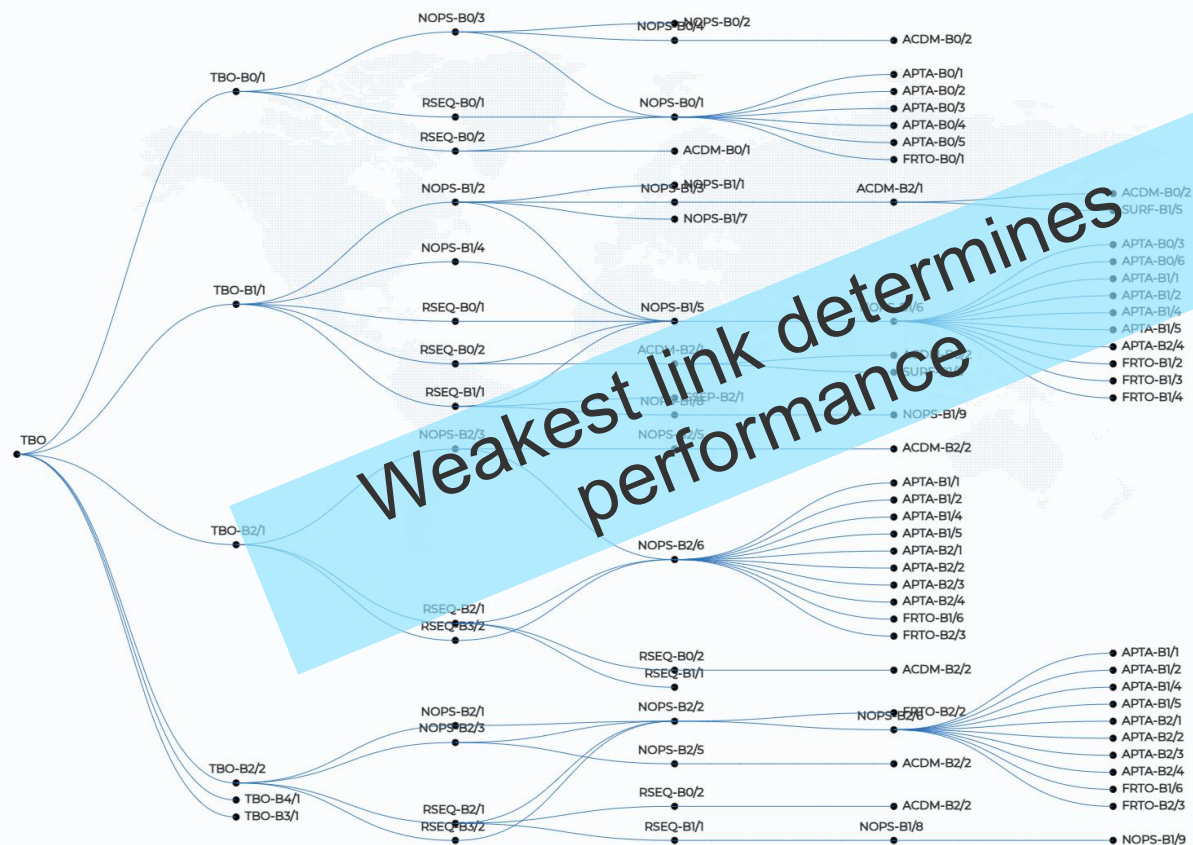 NOPS-B0/3
NOPS-B0/4
NOPS-B0/2
ACDM-B0/2
TBO-B0/1
APTA-B0/1
APTA-B0/2
RSEQ-B0/1
NOPS-B0/1
APTA-B0/3
APTA-B0/4
RSEQ-B0/2
APTA-B0/5
ACDM-B0/1
FRTO-B0/1
NOPS-B1/2
NOPS-B1/1
ACDM-B2/1
ACDM-B0/2
SURF-B1/5
NOPS-B1/7
NOPS-B1/4
APTA-B0/3
APTA-B0/6
APTA-B1/1
TBO-B1/1
APTA-B1/2
RSEQ-B0/1
NOPS-B1/5
APTA-B1/4
APTA-B1/5
RSEQ-B0/2
APTA-B2/4
FRTO-B1/2
FRTO-B1/3
RSEQ-B1/1
FRTO-B1/4
NOPS-B1/9
Weakest link determines
performance
TBO
NOPS-B2/3
NOPS-B2/5
ACDM-B2/2
TBO-B2/1
NOPS-B2/6
APTA-B1/1
APTA-B1/2
APTA-B1/4
APTA-B1/5
APTA-B2/1
APTA-B2/2
APTA-B2/3
APTA-B2/4
FRTO-B1/6
FRTO-B2/3
RSEQ-B2/1
RSEQ-B3/2
RSEQ-B0/2
ACDM-B2/2
RSEQ-B1/1
NOPS-B2/1
NOPS-B2/3
NOPS-B2/2
FRTO-B2/2
NOPS-B2/6
APTA-B1/1
APTA-B1/2
APTA-B1/4
APTA-B1/5
APTA-B2/1
APTA-B2/2
APTA-B2/3
APTA-B2/4
FRTO-B1/6
FRTO-B2/3
NOPS-B2/5
ACDM-B2/2
TBO-B2/2
TBO-B4/1
TBO-B3/1
RSEQ-B2/1
RSEQ-B3/2
RSEQ-B0/2
ACDM-B2/2
RSEQ-B1/1
NOPS-B1/8
NOPS-B1/9